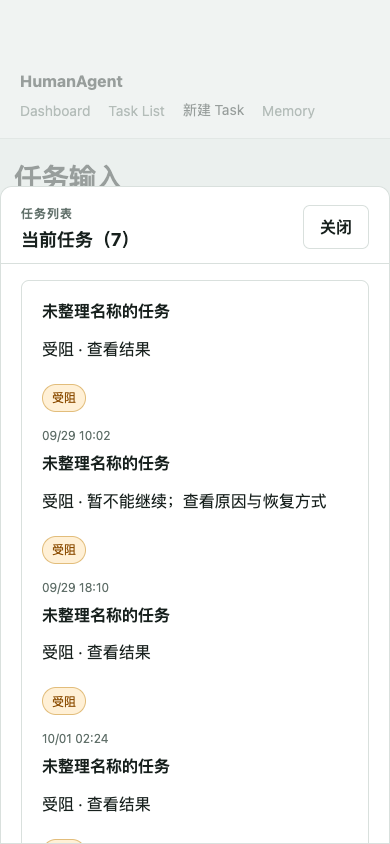 HumanAgent
Dashboard Task List 新建 Task Memory
任务输入
任务列表
当前任务（7）
关闭
未整理名称的任务
受阻 · 查看结果
受阻
09/29 10:02
未整理名称的任务
受阻 · 暂不能继续；查看原因与恢复方式
受阻
09/29 18:10
未整理名称的任务
受阻 · 查看结果
受阻
10/01 02:24
未整理名称的任务
受阻 · 查看结果